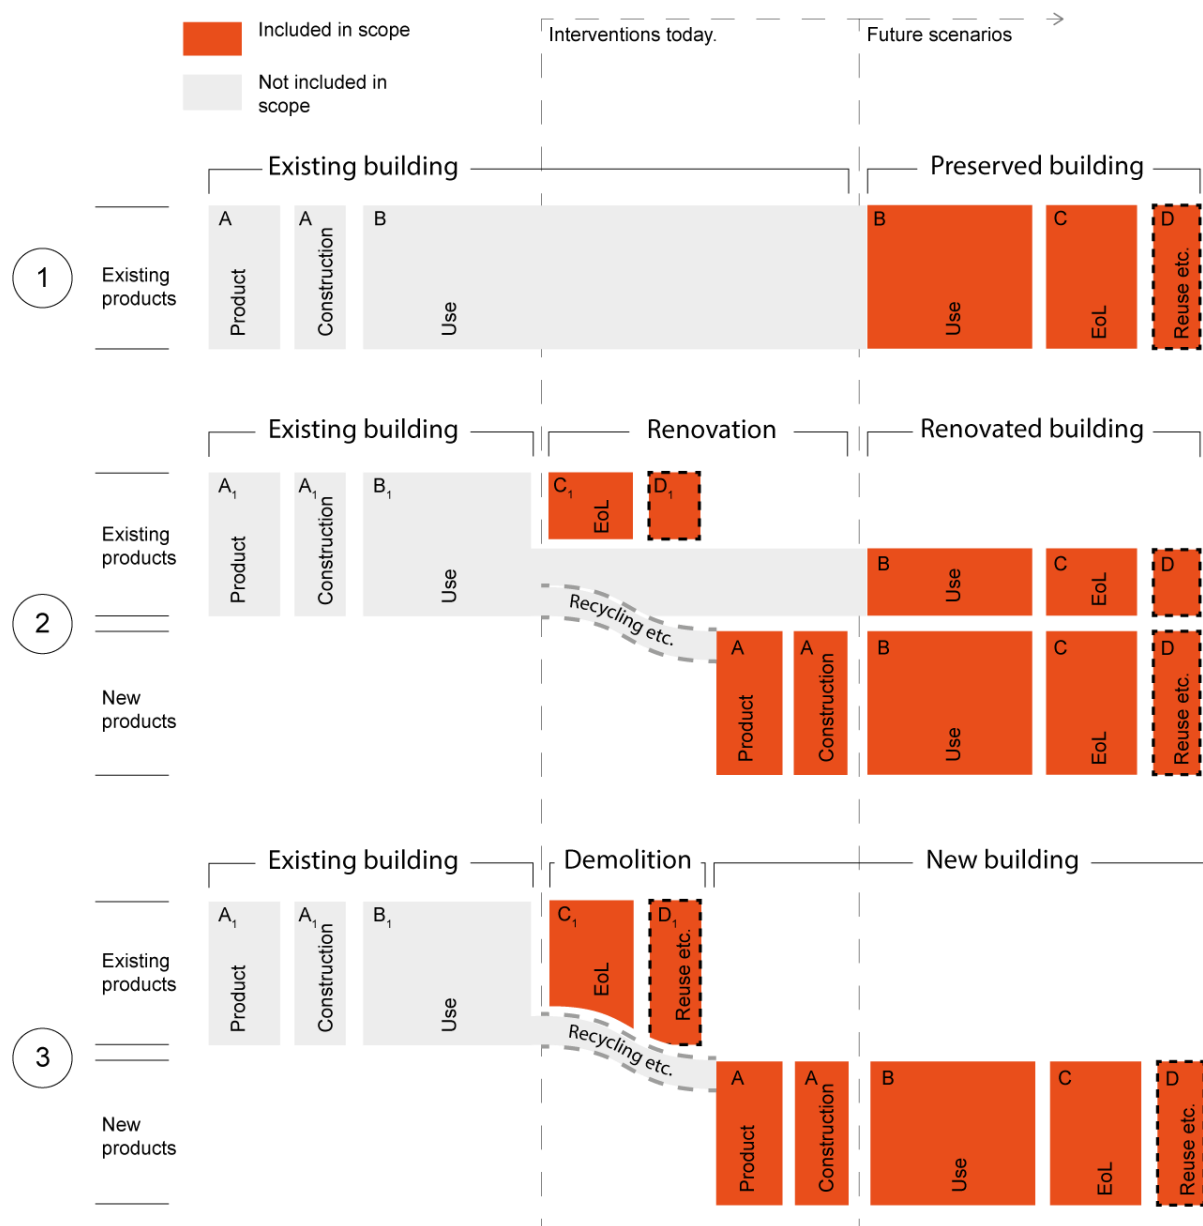 Included in scope
Not included in
scope
Interventions today.
Future scenarios
Existing building
Preserved building
1
Existing
products
A
Product
A
Construction
B
Use
B
Use
C
EoL
D
Reuse etc.
Existing building
Renovation
Renovated building
2
Existing
products
A1
Product
A1
Construction
B1
Use
C1
EoL
D1
B
Use
C
EoL
D
Recycling etc.
New
products
A
Product
A
Construction
B
Use
C
EoL
D
Reuse etc.
Existing building
Demolition
New building
3
Existing
products
A1
Product
A1
Construction
B1
Use
C1
EoL
D1
Reuse etc.
Recycling etc.
New
products
A
Product
A
Construction
B
Use
C
EoL
D
Reuse etc.